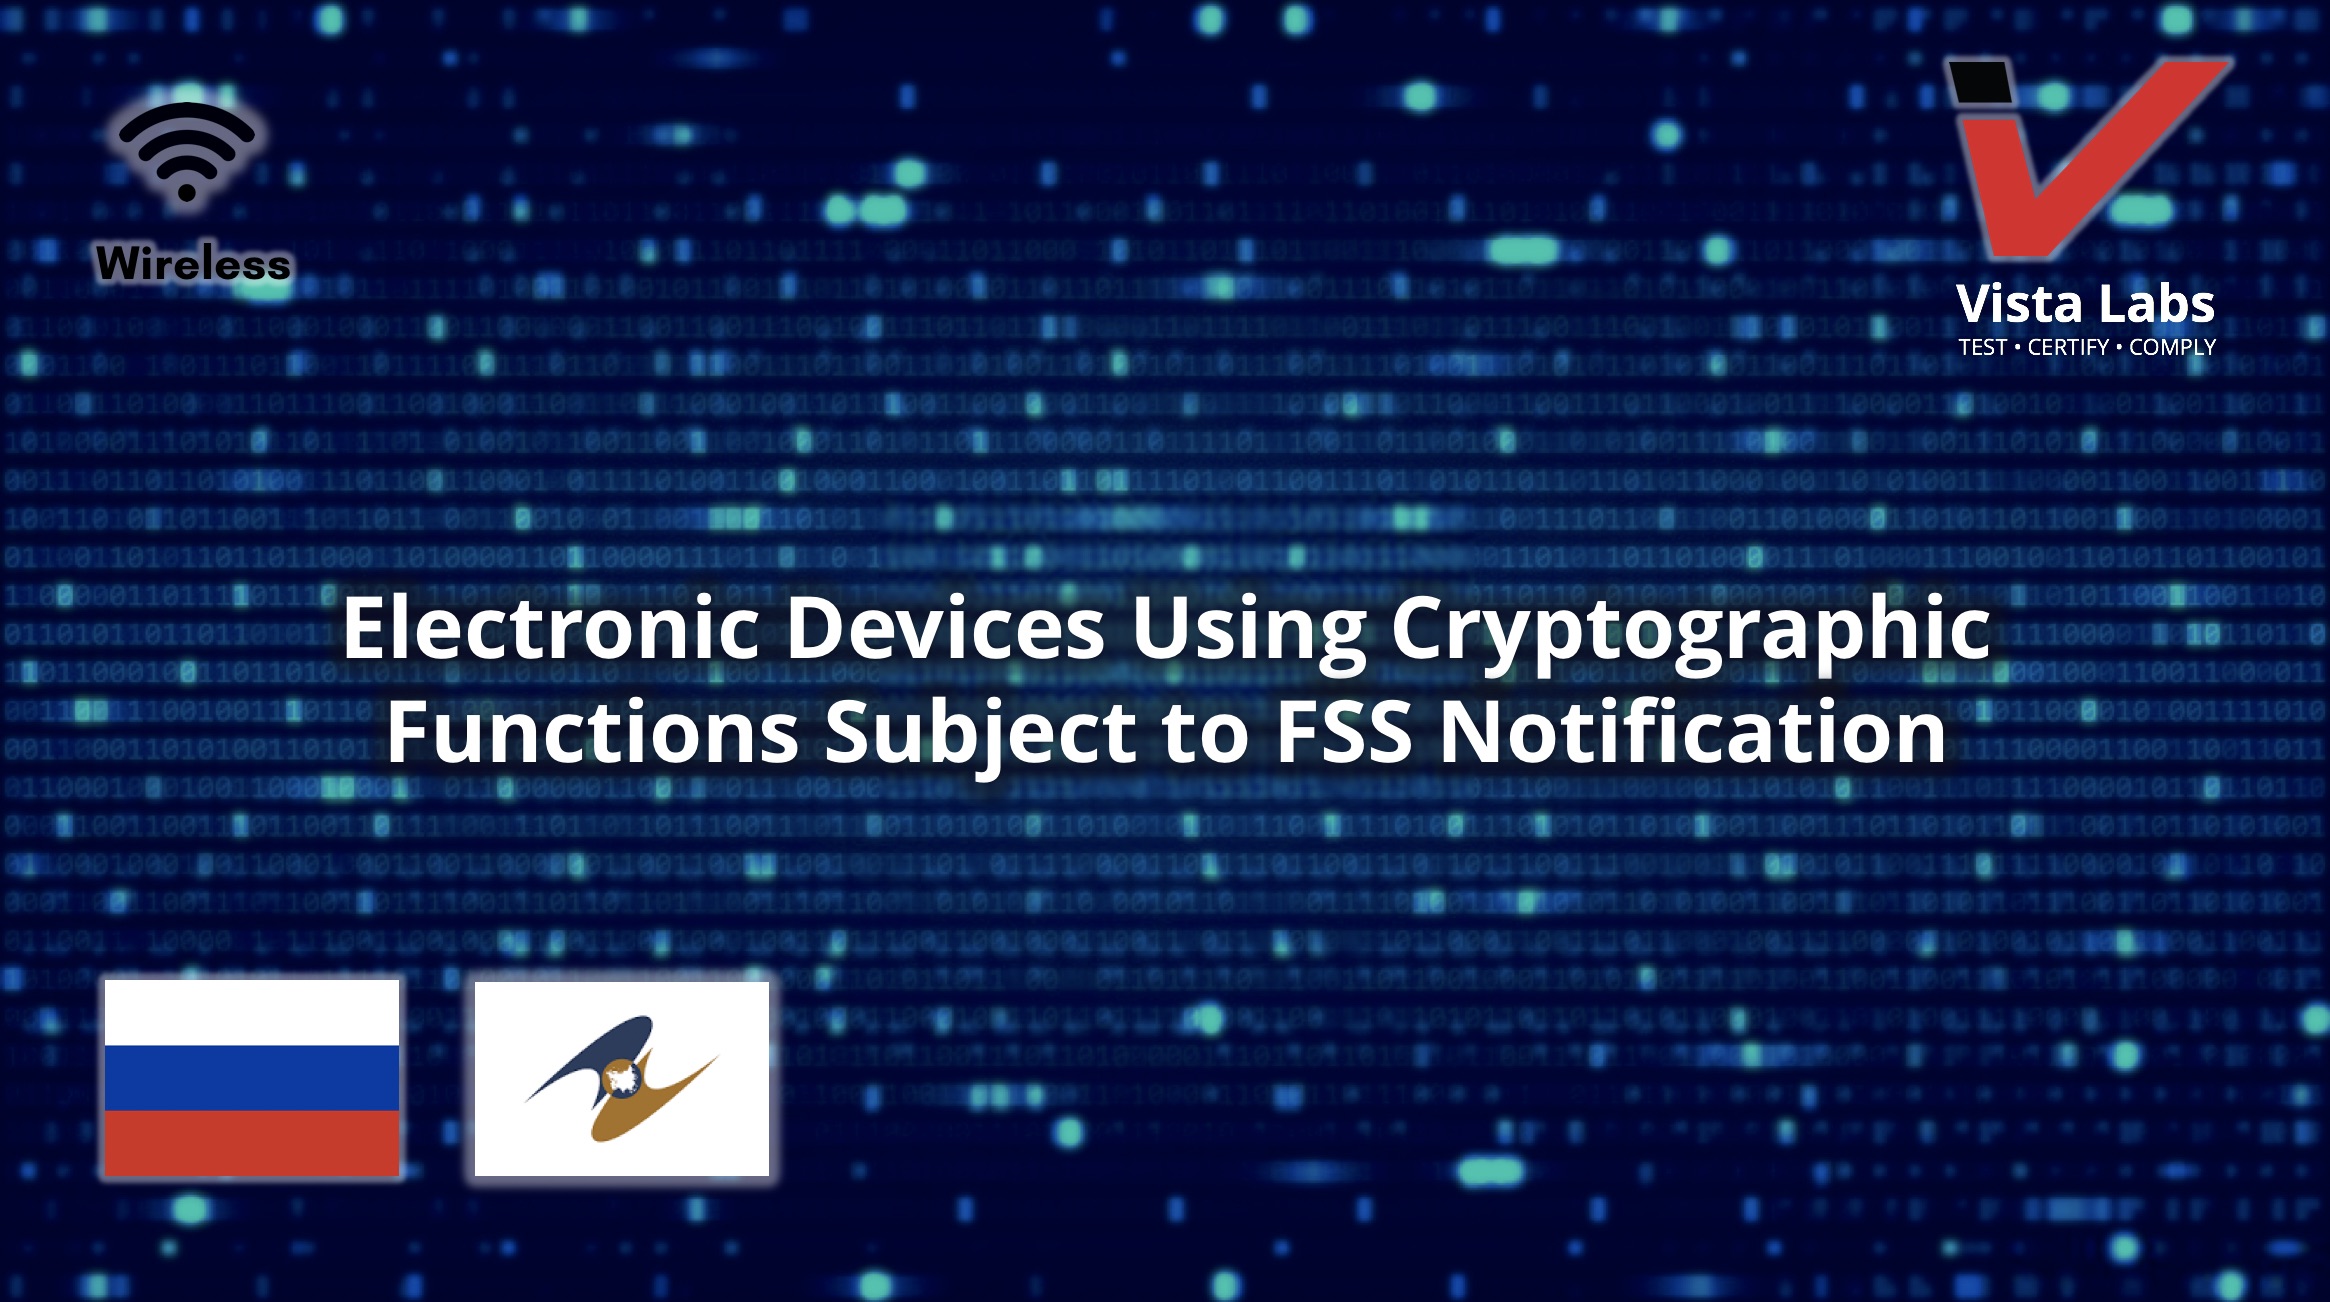 Wireless
Vista Labs
TEST • CERTIFY • COMPLY
Electronic Devices Using Cryptographic
Functions Subject to FSS Notification